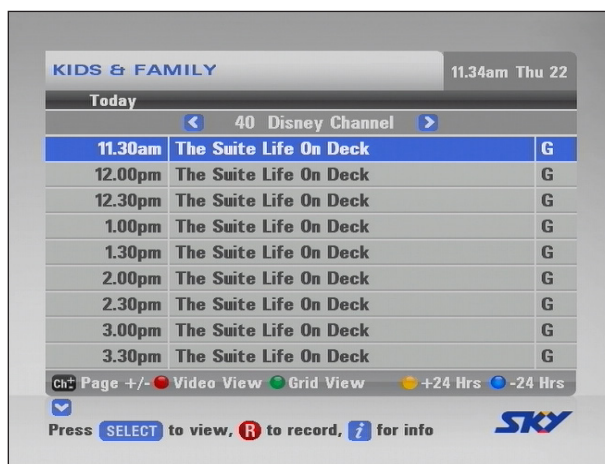 KIDS & FAMILY 11.34am Thu 22
Today
40 Disney Channel
11.30am The Suite Life On Deck G
12.00pm The Suite Life On Deck G
12.30pm The Suite Life On Deck G
1.00pm The Suite Life On Deck G
1.30pm The Suite Life On Deck G
2.00pm The Suite Life On Deck G
2.30pm The Suite Life On Deck G
3.00pm The Suite Life On Deck G
3.30pm The Suite Life On Deck G
Ch± Page +/- Video View Grid View +24 Hrs -24 Hrs
Press SELECT to view, R to record, i for info SKY